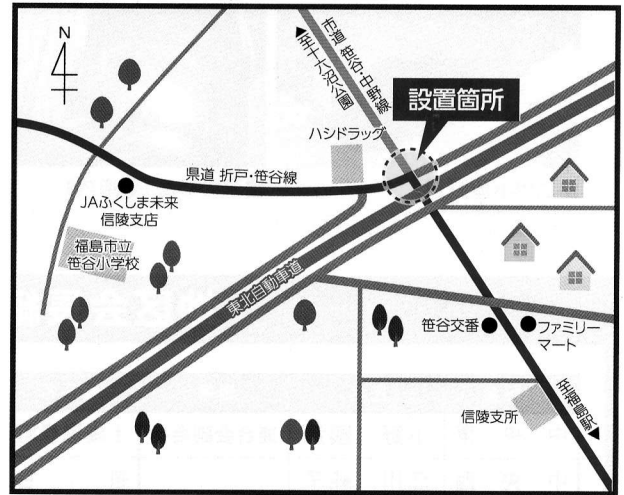 N
市道 笹谷・中野線
▲至十六沼公園
設置箇所
ハシドラッグ
県道 折戸・笹谷線
JAふくしま未来
信陵支店
福島市立
笹谷小学校
東北自動車道
笹谷交番
ファミリー
マート
信陵支所
至福島駅▶